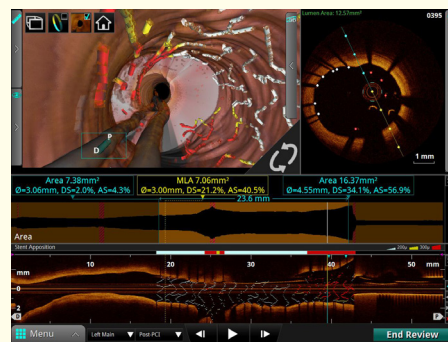 Lumen Area: 12.57mm²
0395
P
D
1 mm
Area 7.38mm²
Ø=3.06mm, DS=2.0%, AS=4.3%
MLA 7.06mm²
Ø=3.00mm, DS=21.2%, AS=40.5%
Area 16.37mm²
Ø=4.55mm, DS=34.1%, AS=56.9%
23.6 mm
Area
Stent Apposition
200µ
300µ
mm
10
20
30
40
50
mm
0
D
P
Menu
Left Main
Post-PCI
End Review